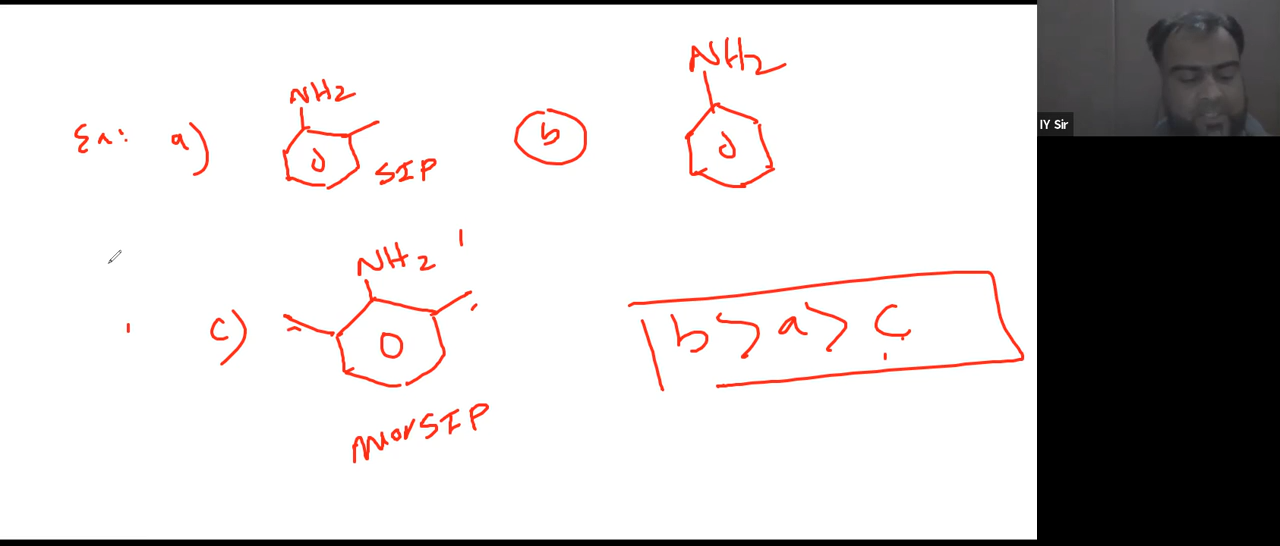 NH2
NH2
Ex: a)
b
SIP
IY Sir
NH2
c)
b > a > c
morSIP